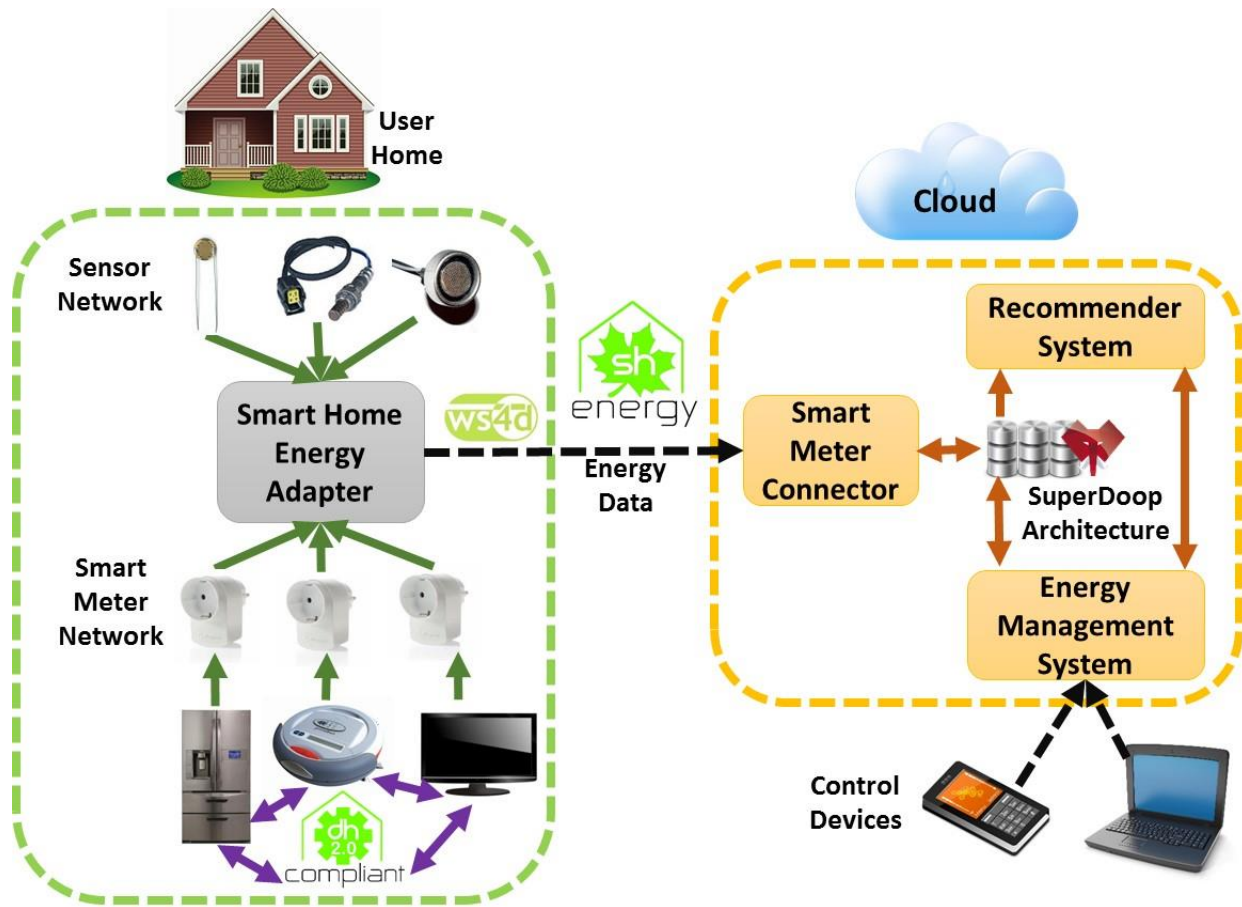 User
Home
Cloud
Sensor
Network
Recommender
System
sh
energy
Smart Home
Energy
Adapter
ws4d
Smart
Meter
Connector
Energy
Data
SuperDoop
Architecture
Smart
Meter
Network
Energy
Management
System
Control
Devices
dh
2.0
compliant